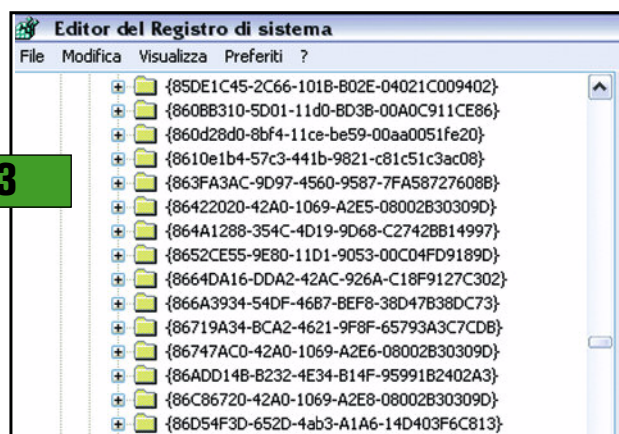 Editor del Registro di sistema
File Modifica Visualizza Preferiti ?
{85DE1C45-2C66-101B-B02E-04021C009402}
{860BB310-5D01-11d0-BD3B-00A0C911CE86}
{860d28d0-8bf4-11ce-be59-00aa0051fe20}
{8610e1b4-57c3-441b-9821-c81c51c3ac08}
3
{863FA3AC-9D97-4560-9587-7FA58727608B}
{86422020-42A0-1069-A2E5-08002B30309D}
{864A1288-354C-4D19-9D68-C2742BB14997}
{8652CE55-9E80-11D1-9053-00C04FD9189D}
{8664DA16-DDA2-42AC-926A-C18F9127C302}
{866A3934-54DF-46B7-BEF8-38D47B38DC73}
{86719A34-BCA2-4621-9F8F-65793A3C7CDB}
{86747AC0-42A0-1069-A2E6-08002B30309D}
{86ADD14B-B232-4E34-B14F-95991B2402A3}
{86C86720-42A0-1069-A2E8-08002B30309D}
{86D54F3D-652D-4ab3-A1A6-14D403F6C813}